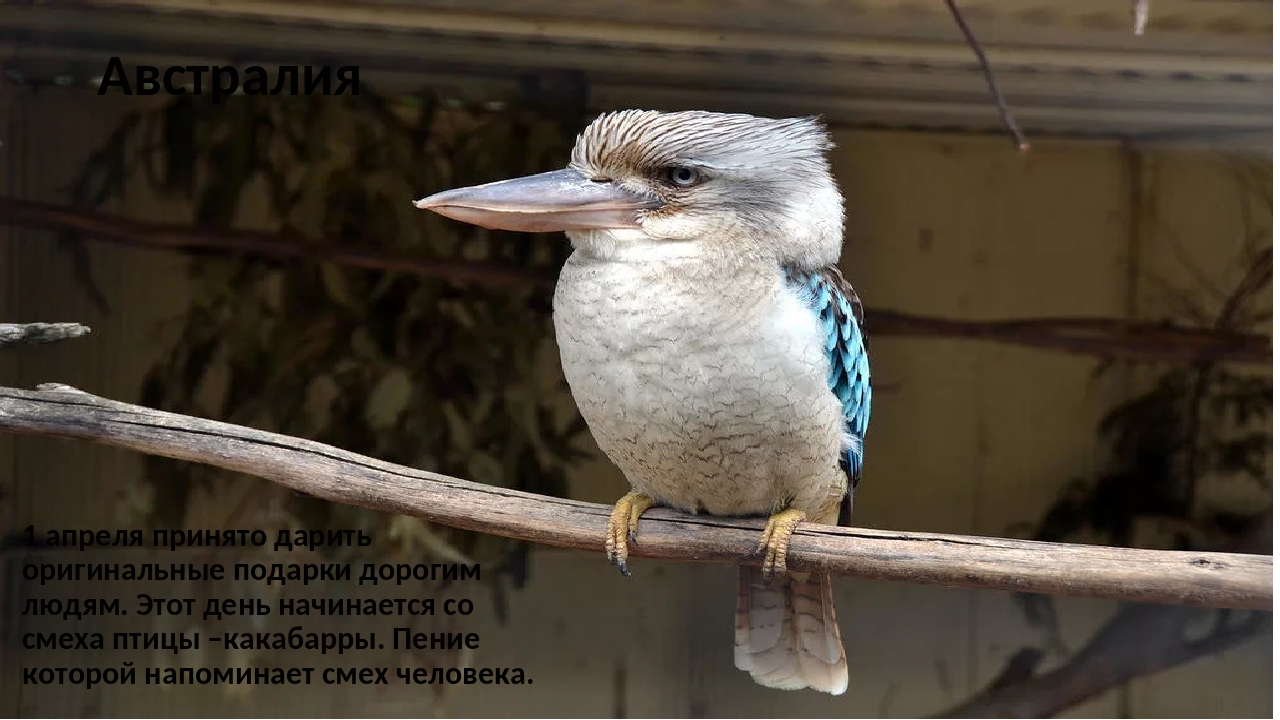 Австралия
1 апреля принято дарить
оригинальные подарки дорогим
людям. Этот день начинается со
смеха птицы –какабарры. Пение
которой напоминает смех человека.